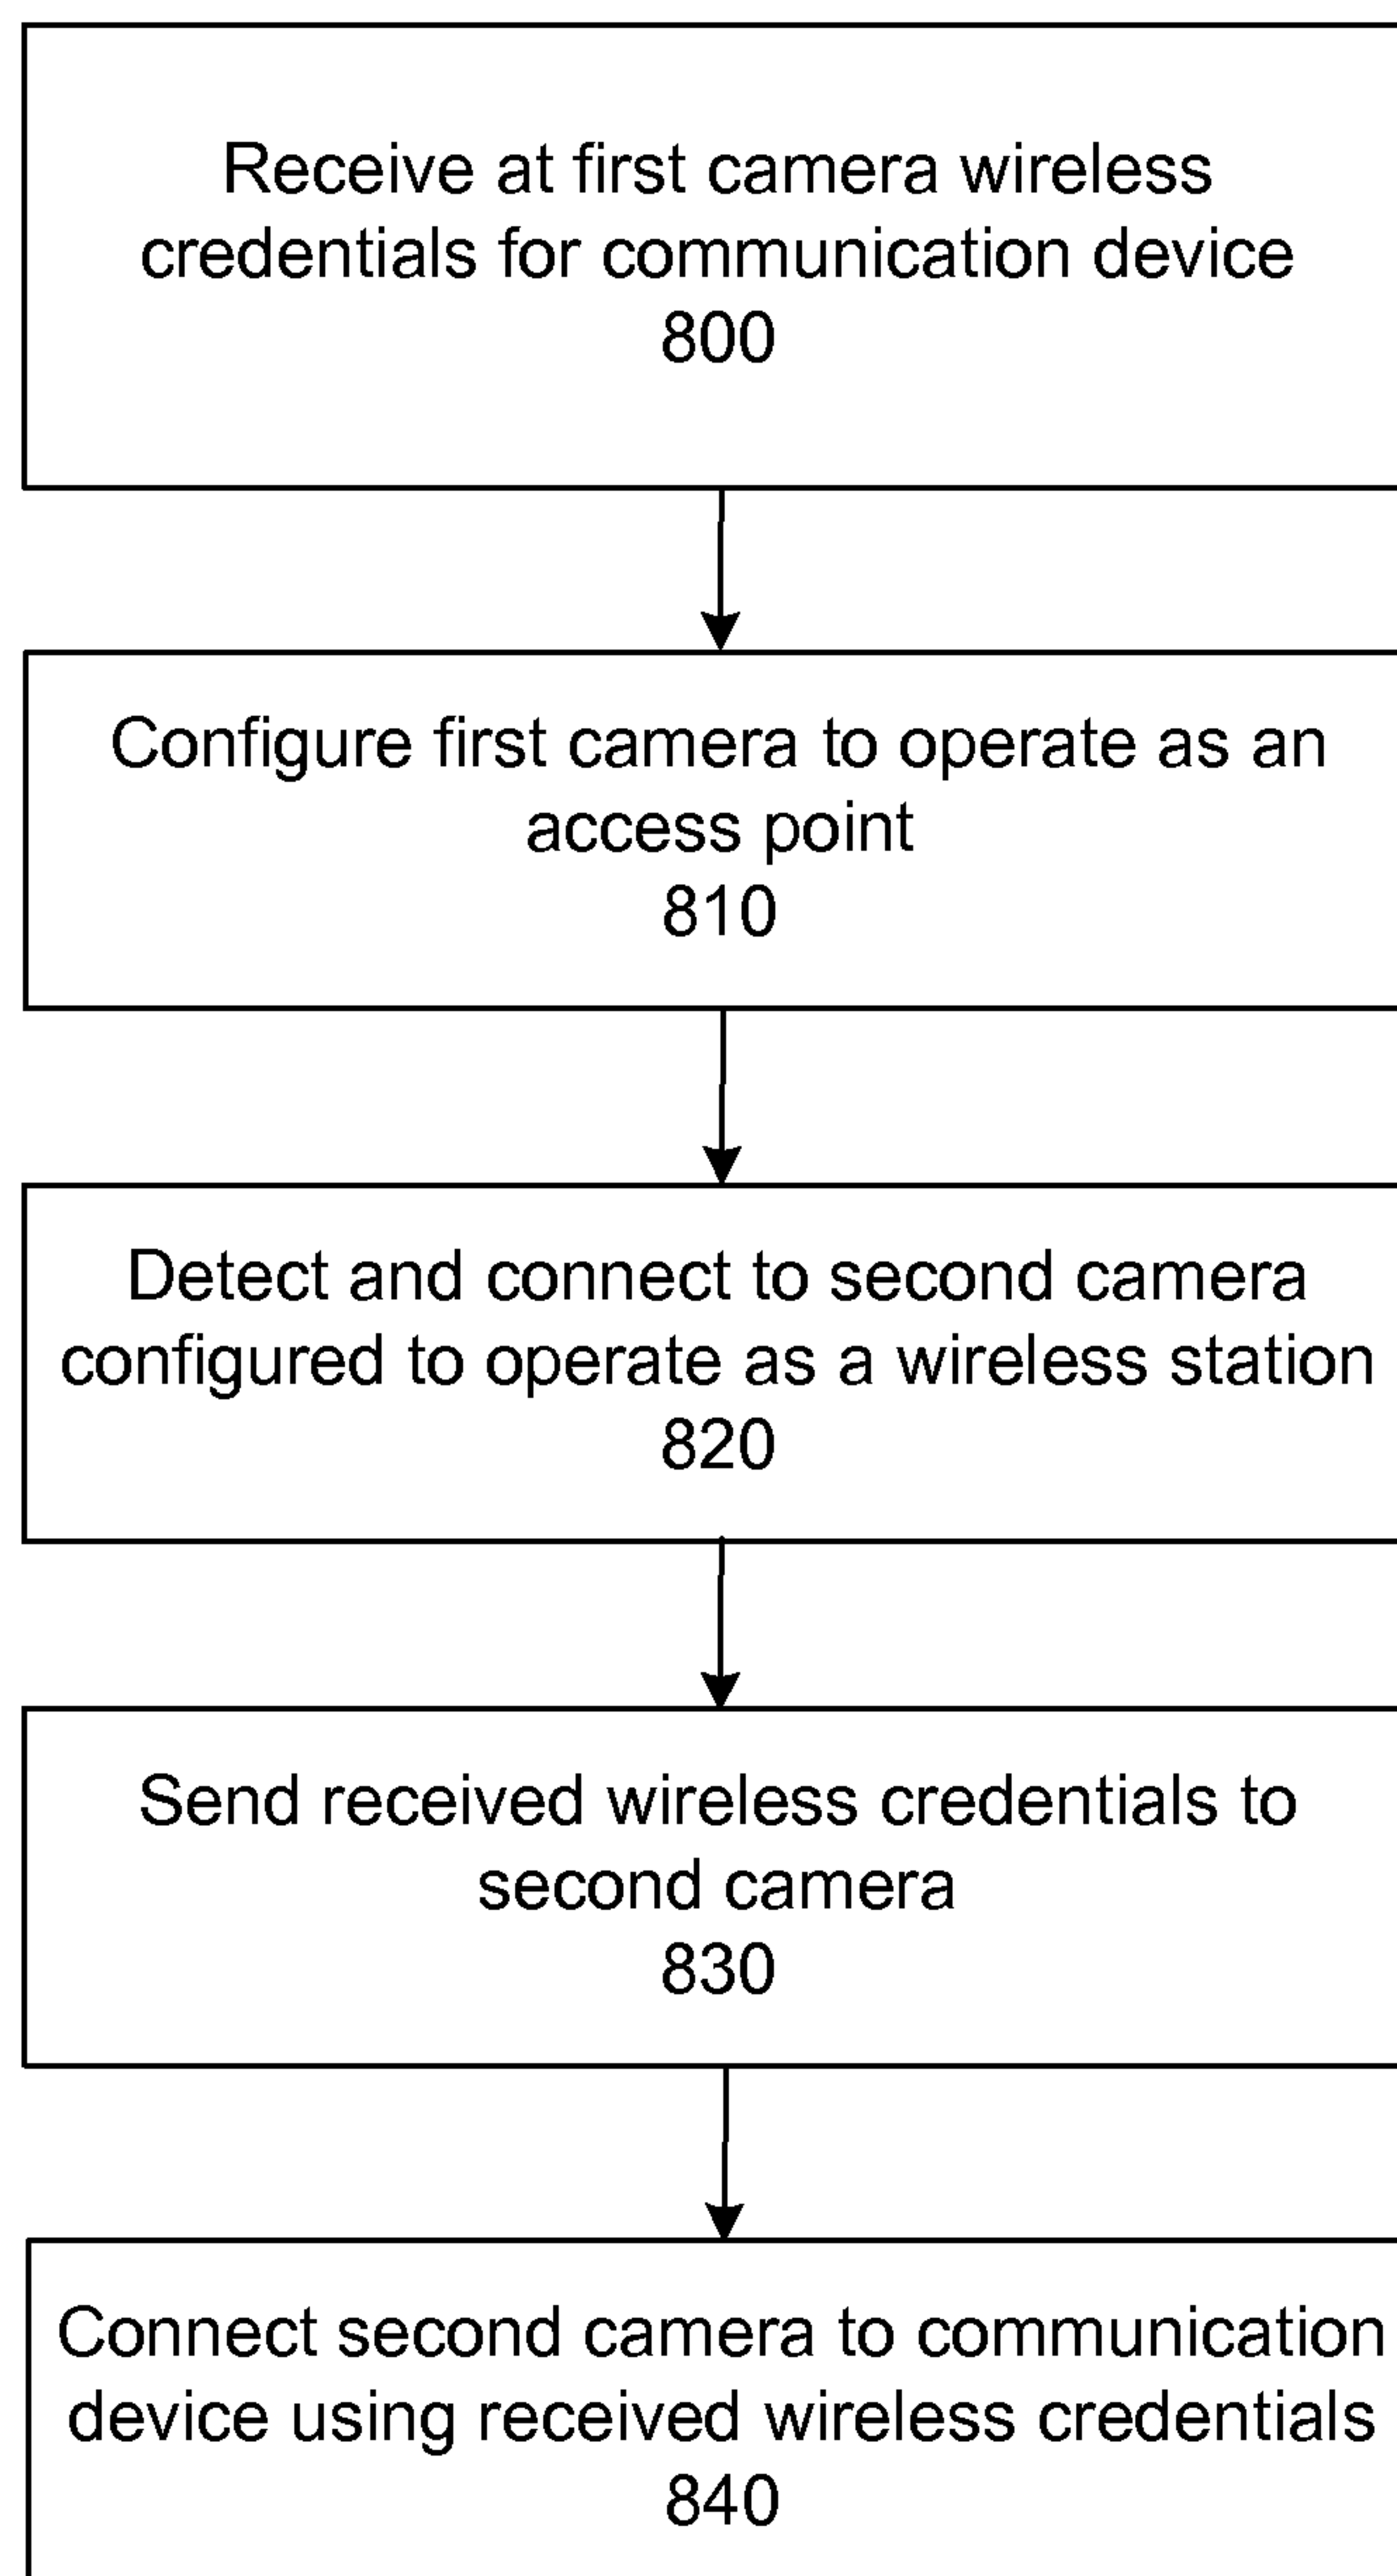 Receive at first camera wireless
credentials for communication device
800
Configure first camera to operate as an
access point
810
Detect and connect to second camera
configured to operate as a wireless station
820
Send received wireless credentials to
second camera
830
Connect second camera to communication
device using received wireless credentials
840